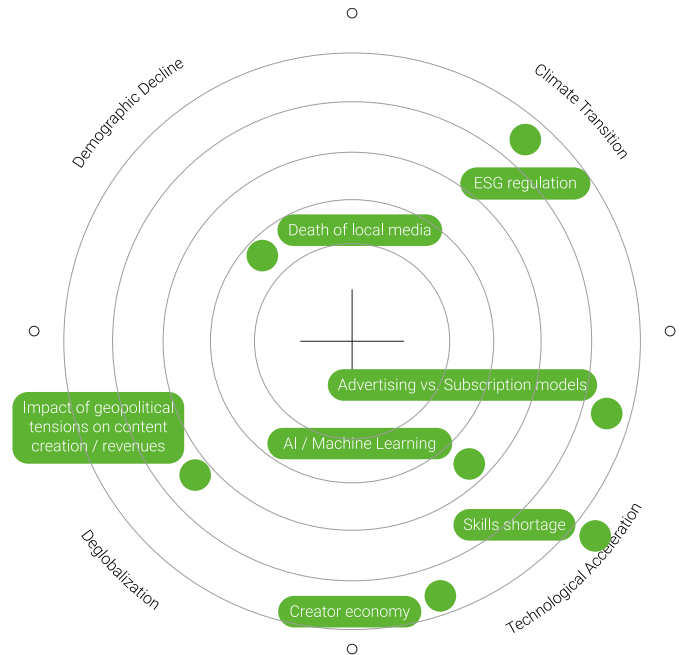 Demographic Decline
Climate Transition
ESG regulation
Death of local media
Advertising vs. Subscription models
Impact of geopolitical
tensions on content
creation / revenues
AI / Machine Learning
Skills shortage
Deglobalization
Technological Acceleration
Creator economy